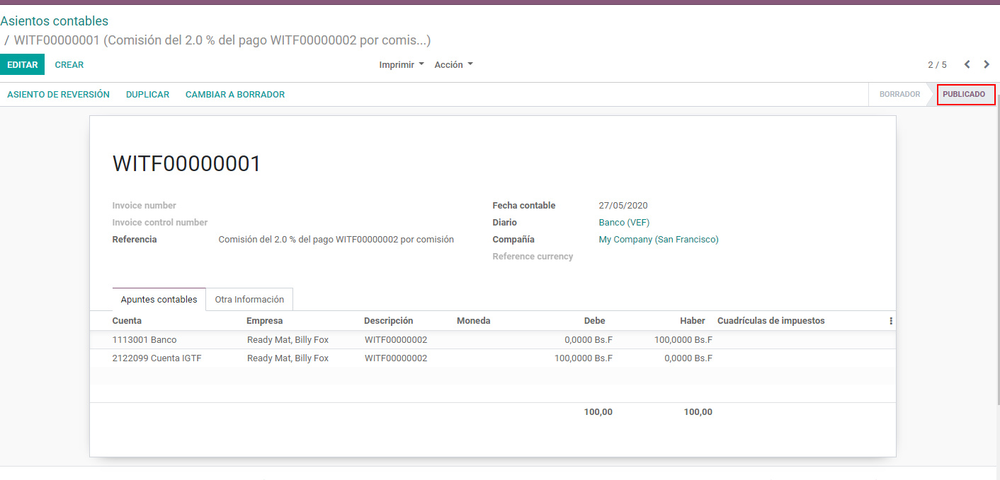 Asientos contables
/ WITF00000001 (Comisión del 2.0 % del pago WITF00000002 por comis...)
EDITAR CREAR Imprimir Acción 2 / 5
ASIENTO DE REVERSIÓN DUPLICAR CAMBIAR A BORRADOR BORRADOR PUBLICADO
WITF00000001
Invoice number Fecha contable 27/05/2020
Invoice control number Diario Banco (VEF)
Referencia Comisión del 2.0 % del pago WITF00000002 por comisión Compañía My Company (San Francisco)
Reference currency
Apuntes contables Otra Información
Cuenta Empresa Descripción Moneda Debe Haber Cuadrículas de impuestos
1113001 Banco Ready Mat, Billy Fox WITF00000002 0,0000 Bs.F 100,0000 Bs.F
2122099 Cuenta IGTF Ready Mat, Billy Fox WITF00000002 100,0000 Bs.F 0,0000 Bs.F
100,00 100,00